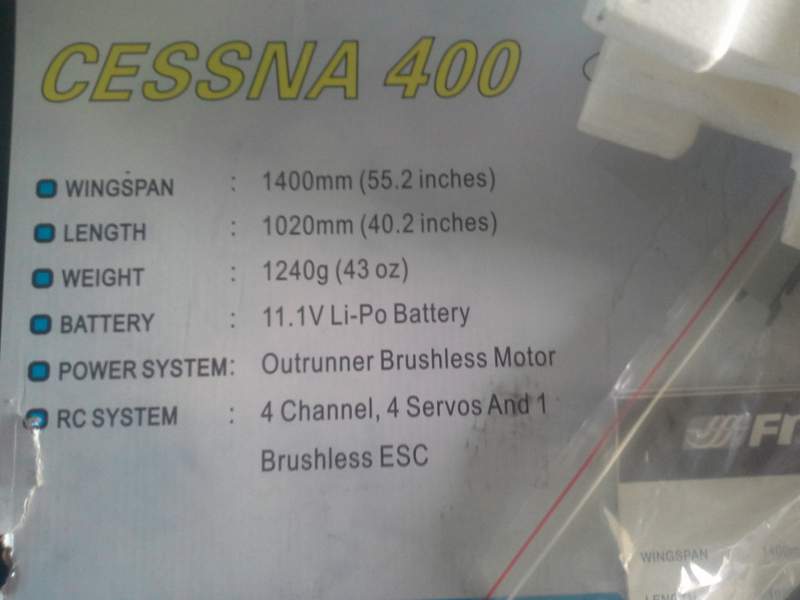 CESSNA 400
WINGSPAN : 1400mm (55.2 inches)
LENGTH : 1020mm (40.2 inches)
WEIGHT : 1240g (43 oz)
BATTERY : 11.1V Li-Po Battery
POWER SYSTEM: Outrunner Brushless Motor
RC SYSTEM : 4 Channel, 4 Servos And 1
Brushless ESC
WINGSPAN
LENGTH